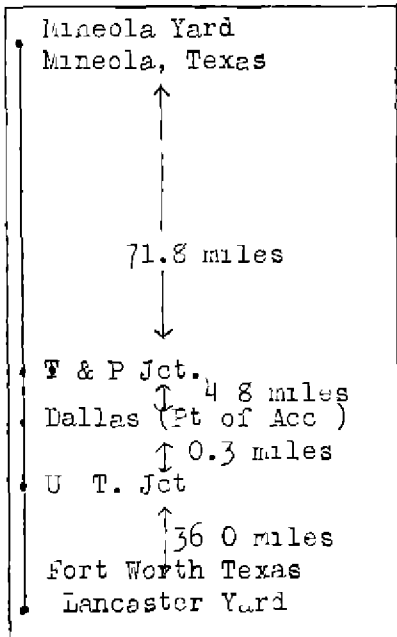 Mineola Yard
Mineola, Texas
71.8 miles
T & P Jct.
4 8 miles
Dallas (Pt of Acc )
0.3 miles
U T. Jct
36 0 miles
Fort Worth Texas
Lancaster Yard